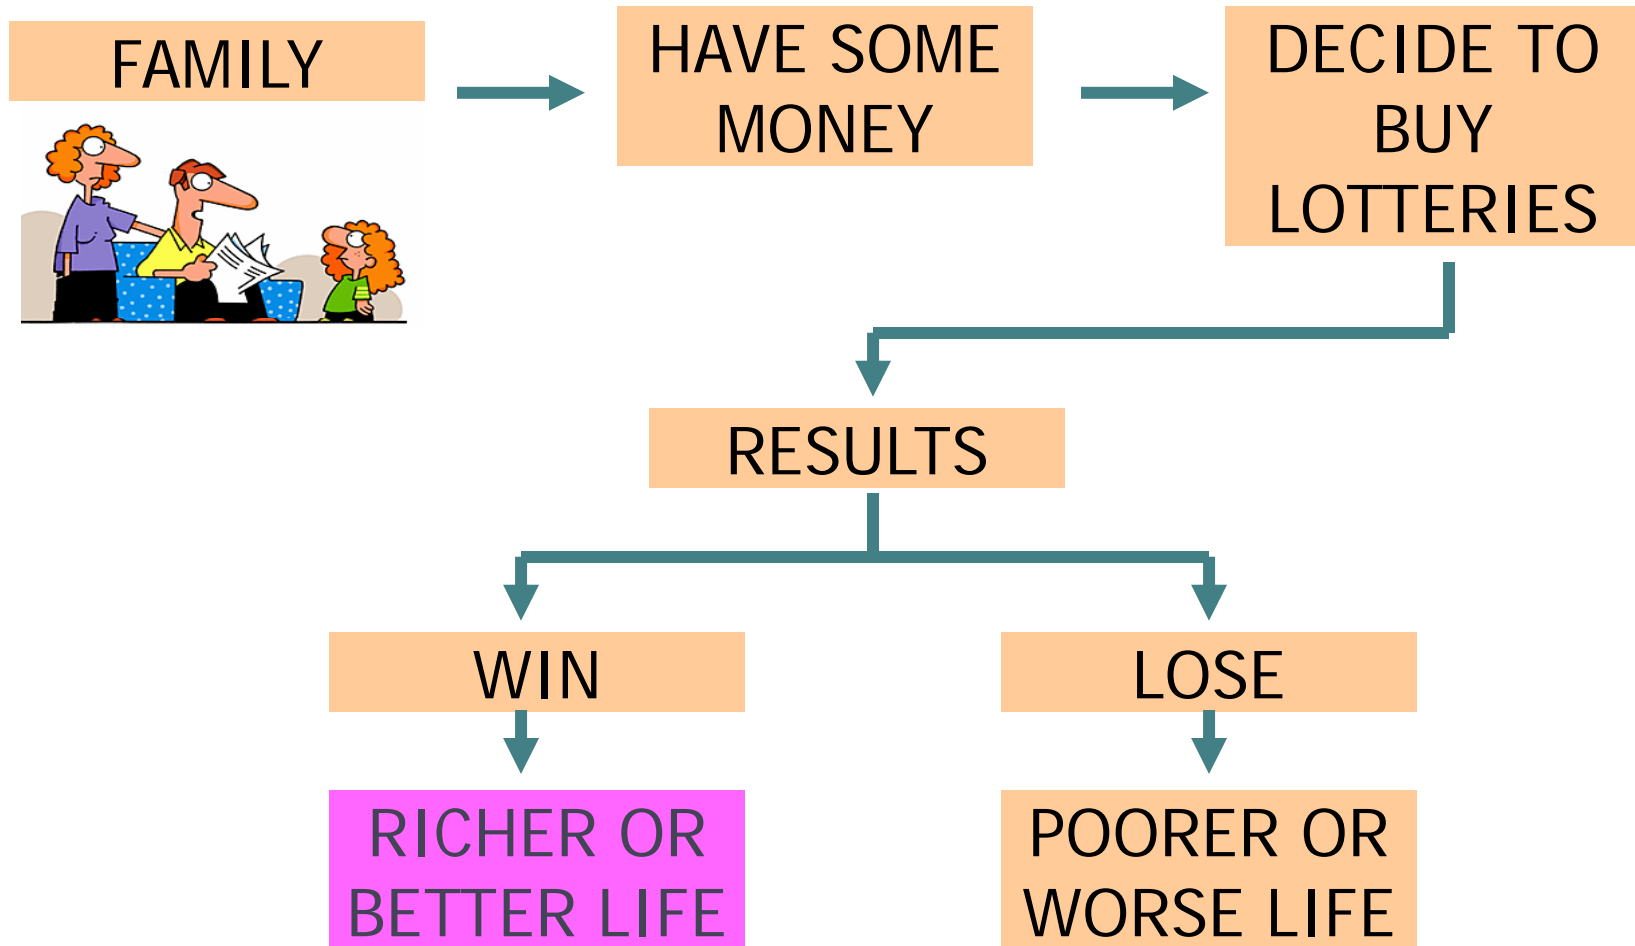 FAMILY
HAVE SOME
MONEY
DECIDE TO
BUY
LOTTERIES
RESULTS
WIN
LOSE
RICHER OR
BETTER LIFE
POORER OR
WORSE LIFE